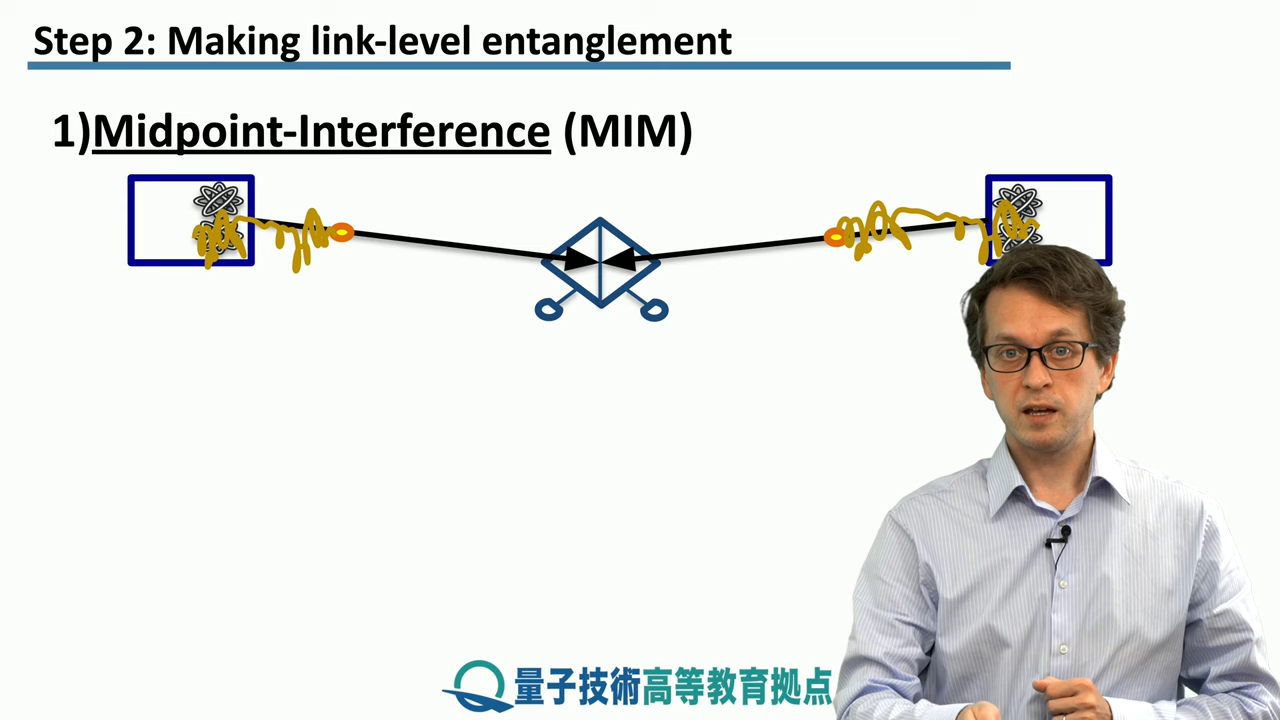 Step 2: Making link-level entanglement
1)Midpoint-Interference (MIM)
量子技術高等教育拠点